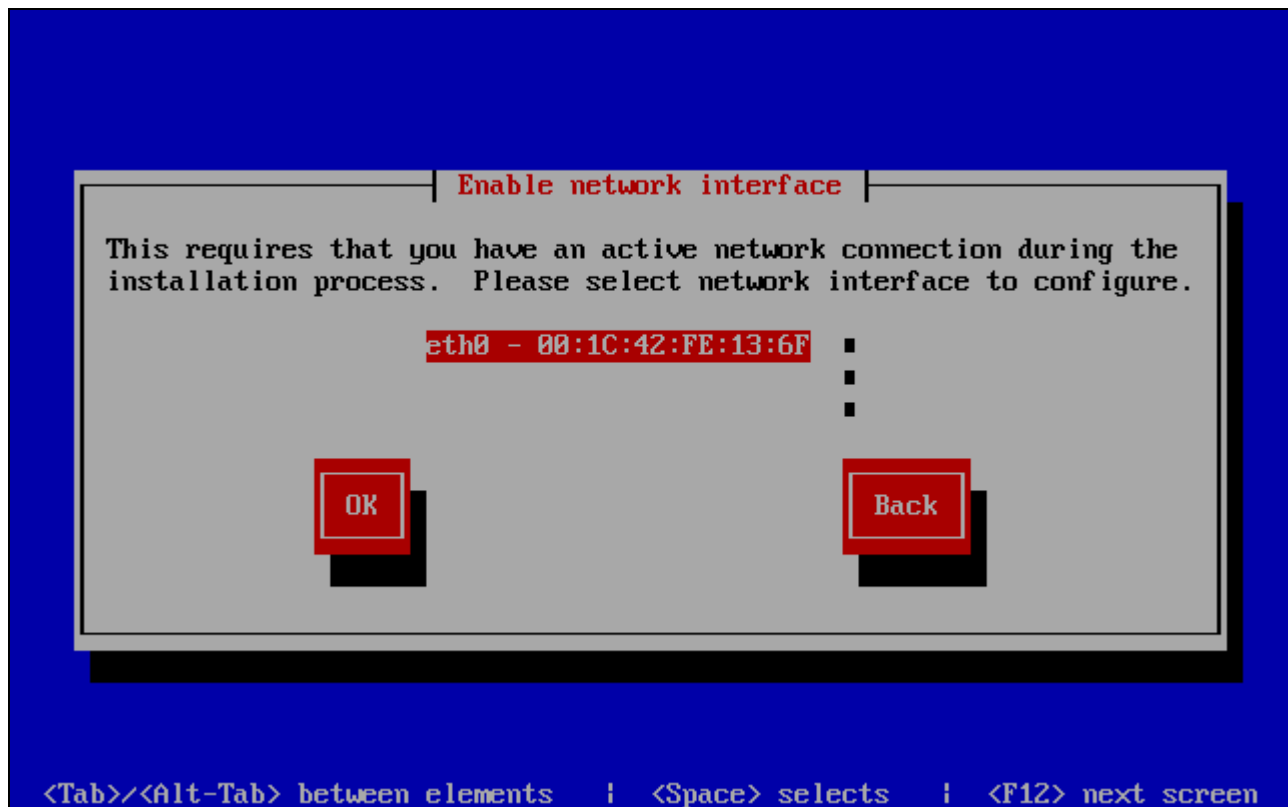 Enable network interface
This requires that you have an active network connection during the
installation process.  Please select network interface to configure.
eth0 - 00:1C:42:FE:13:6F
OK Back
<Tab>/<Alt-Tab> between elements | <Space> selects | <F12> next screen